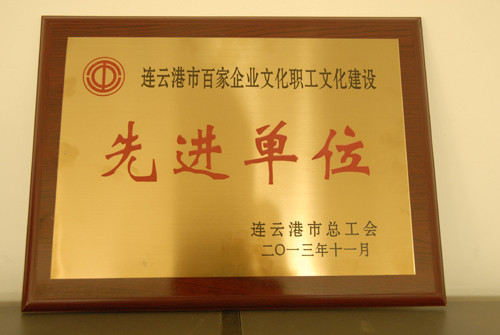 连云港市百家企业文化职工文化建设
先进单位
连云港市总工会
二〇一三年十一月